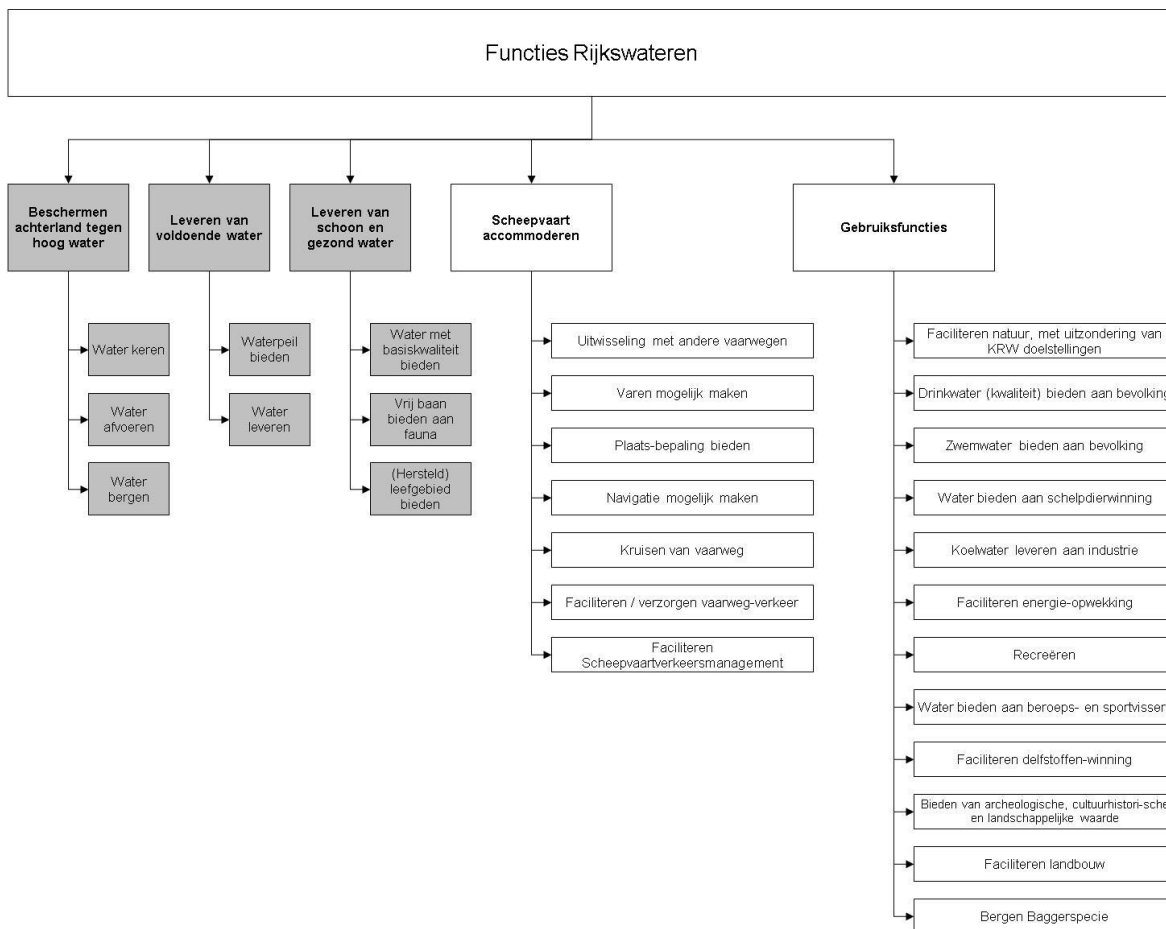 Functies Rijkswateren
Beschermen
achterland tegen
hoog water
Leveren van
voldoende water
Leveren van
schoon en
gezond water
Scheepvaart
accommoderen
Gebruiksfuncties
Water keren
Water
afvoeren
Water
bergen
Waterpeil
bieden
Water
leveren
Water met
basiskwaliteit
bieden
Vrij baan
bieden aan
fauna
(Hersteld)
leefgebied
bieden
Uitwisseling met andere vaarwegen
Varen mogelijk maken
Plaats-bepaling bieden
Navigatie mogelijk maken
Kruisen van vaarweg
Faciliteren / verzorgen vaarweg-verkeer
Faciliteren
Scheepvaartverkeersmanagement
Faciliteren natuur, met uitzondering van
KRW doelstellingen
Drinkwater (kwaliteit) bieden aan bevolking
Zwemwater bieden aan bevolking
Water bieden aan schelpdierwinning
Koelwater leveren aan industrie
Faciliteren energie-opwekking
Recreëren
Water bieden aan beroeps- en sportvisser
Faciliteren delfstoffen-winning
Bieden van archeologische, cultuurhistori-sche
en landschappelijke waarde
Faciliteren landbouw
Bergen Baggerspecie